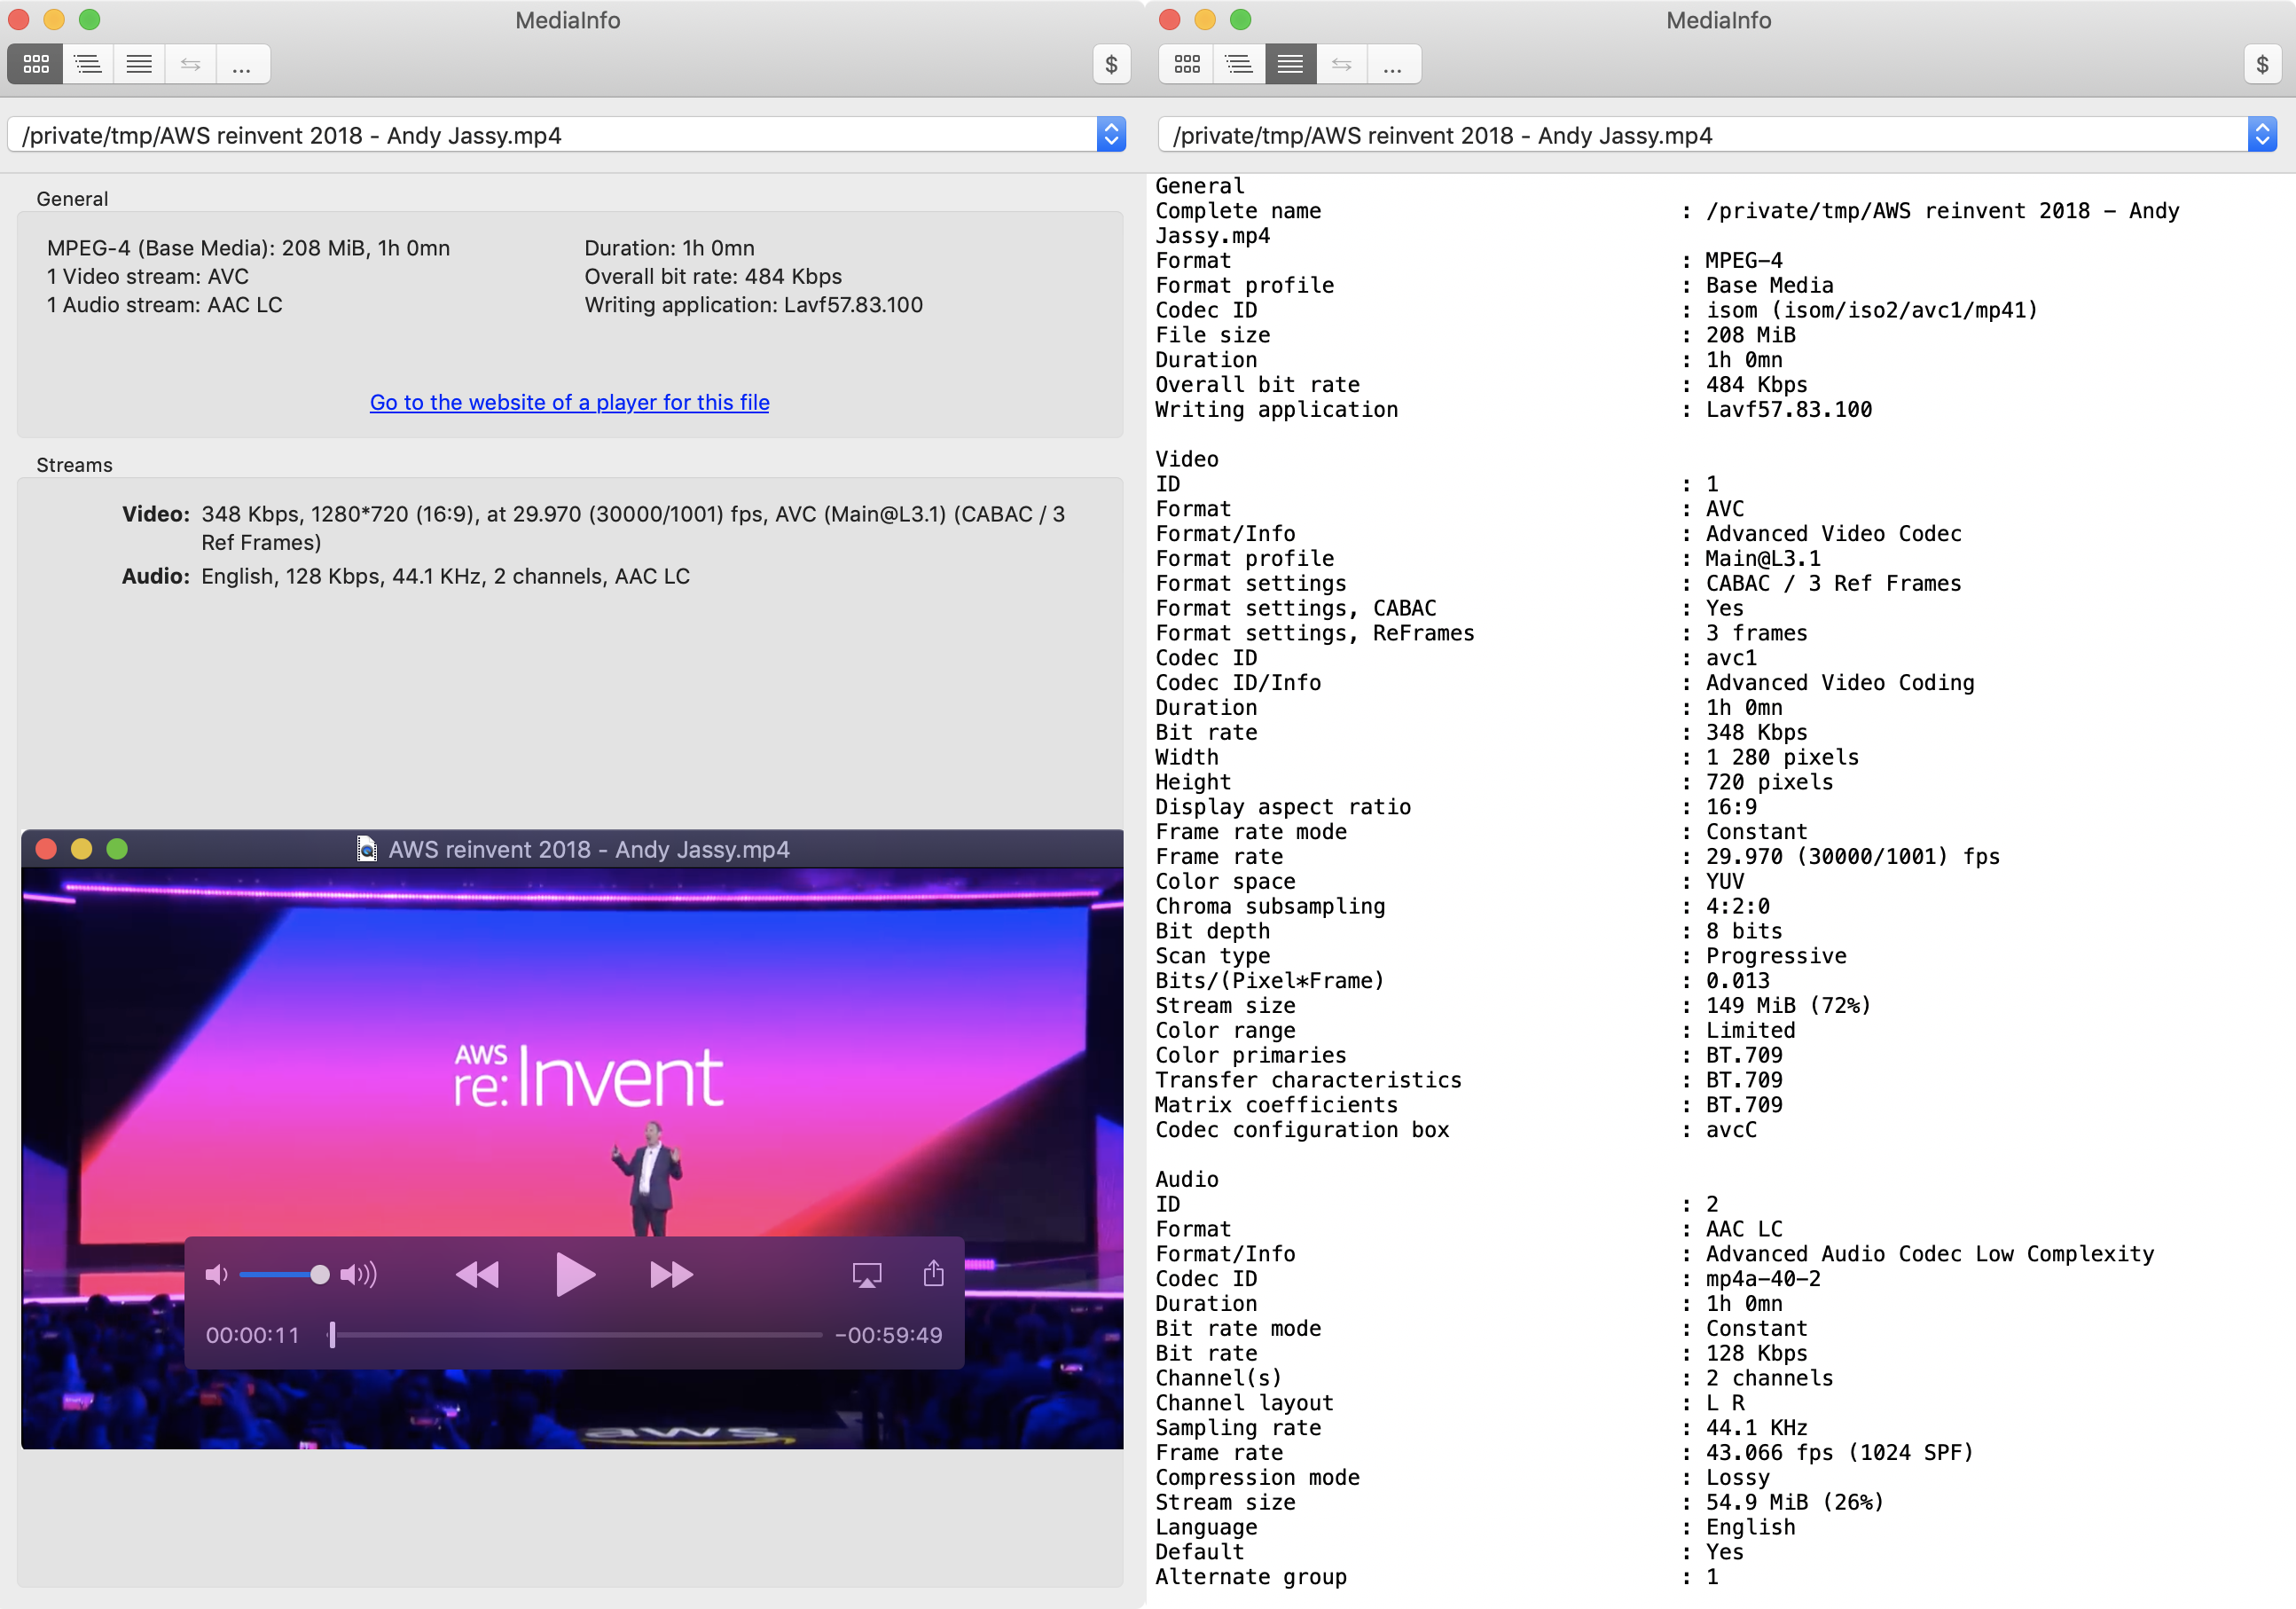 MediaInfo
...
$
/private/tmp/AWS reinvent 2018 - Andy Jassy.mp4
General
MPEG-4 (Base Media): 208 MiB, 1h 0mn
1 Video stream: AVC
1 Audio stream: AAC LC
Duration: 1h 0mn
Overall bit rate: 484 Kbps
Writing application: Lavf57.83.100
Go to the website of a player for this file
Streams
Video: 348 Kbps, 1280*720 (16:9), at 29.970 (30000/1001) fps, AVC (Main@L3.1) (CABAC / 3
Ref Frames)
Audio: English, 128 Kbps, 44.1 KHz, 2 channels, AAC LC
AWS reinvent 2018 - Andy Jassy.mp4
AWS
re:Invent
00:00:11
-00:59:49
aws
MediaInfo
...
$
/private/tmp/AWS reinvent 2018 - Andy Jassy.mp4
General
Complete name : /private/tmp/AWS reinvent 2018 - Andy
Jassy.mp4
Format : MPEG-4
Format profile : Base Media
Codec ID : isom (isom/iso2/avc1/mp41)
File size : 208 MiB
Duration : 1h 0mn
Overall bit rate : 484 Kbps
Writing application : Lavf57.83.100
Video
ID : 1
Format : AVC
Format/Info : Advanced Video Codec
Format profile : Main@L3.1
Format settings : CABAC / 3 Ref Frames
Format settings, CABAC : Yes
Format settings, ReFrames : 3 frames
Codec ID : avc1
Codec ID/Info : Advanced Video Coding
Duration : 1h 0mn
Bit rate : 348 Kbps
Width : 1 280 pixels
Height : 720 pixels
Display aspect ratio : 16:9
Frame rate mode : Constant
Frame rate : 29.970 (30000/1001) fps
Color space : YUV
Chroma subsampling : 4:2:0
Bit depth : 8 bits
Scan type : Progressive
Bits/(Pixel*Frame) : 0.013
Stream size : 149 MiB (72%)
Color range : Limited
Color primaries : BT.709
Transfer characteristics : BT.709
Matrix coefficients : BT.709
Codec configuration box : avcC
Audio
ID : 2
Format : AAC LC
Format/Info : Advanced Audio Codec Low Complexity
Codec ID : mp4a-40-2
Duration : 1h 0mn
Bit rate mode : Constant
Bit rate : 128 Kbps
Channel(s) : 2 channels
Channel layout : L R
Sampling rate : 44.1 KHz
Frame rate : 43.066 fps (1024 SPF)
Compression mode : Lossy
Stream size : 54.9 MiB (26%)
Language : English
Default : Yes
Alternate group : 1